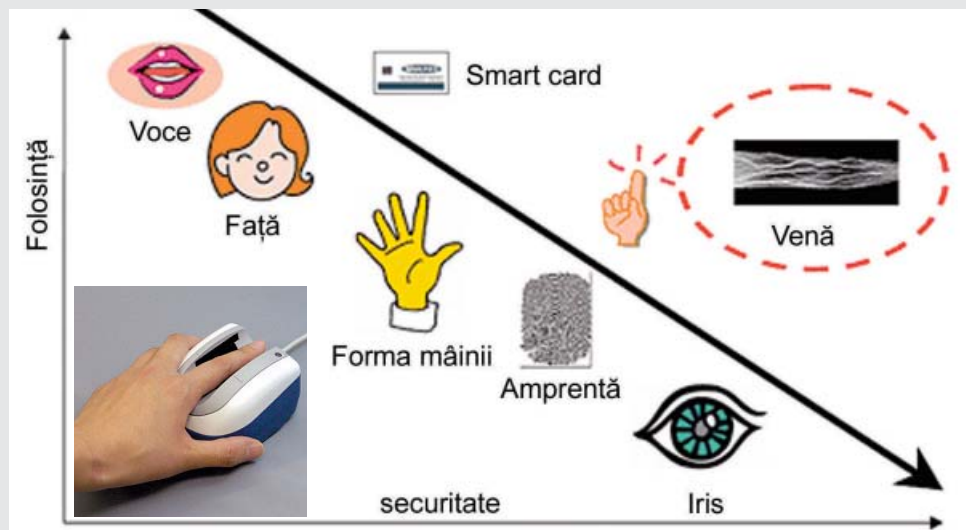 Smart card
Voce
Față
Folosință
Venă
Forma mâinii
Amprentă
securitate
Iris